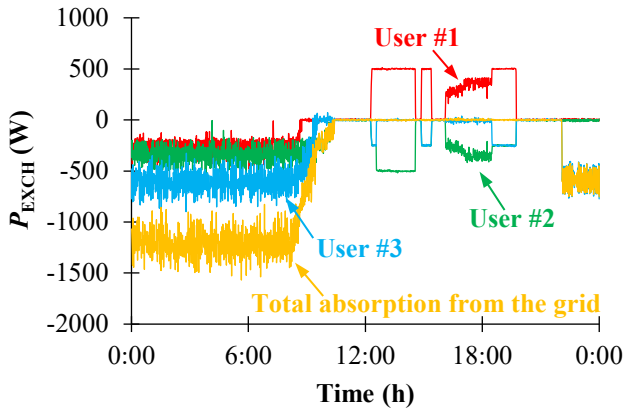 1000
500
0
-500
-1000
-1500
-2000
P_EXCH (W)
User #1
User #2
User #3
Total absorption from the grid
0:00 6:00 12:00 18:00 0:00
Time (h)